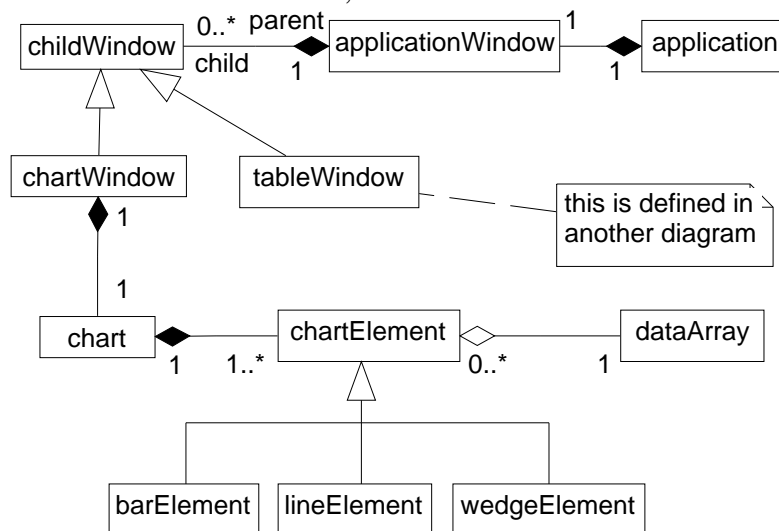 0..* parent 1
childWindow applicationWindow application
child 1 1
chartWindow tableWindow
this is defined in
another diagram
1
1
chart chartElement dataArray
1 1..* 0..* 1
barElement lineElement wedgeElement